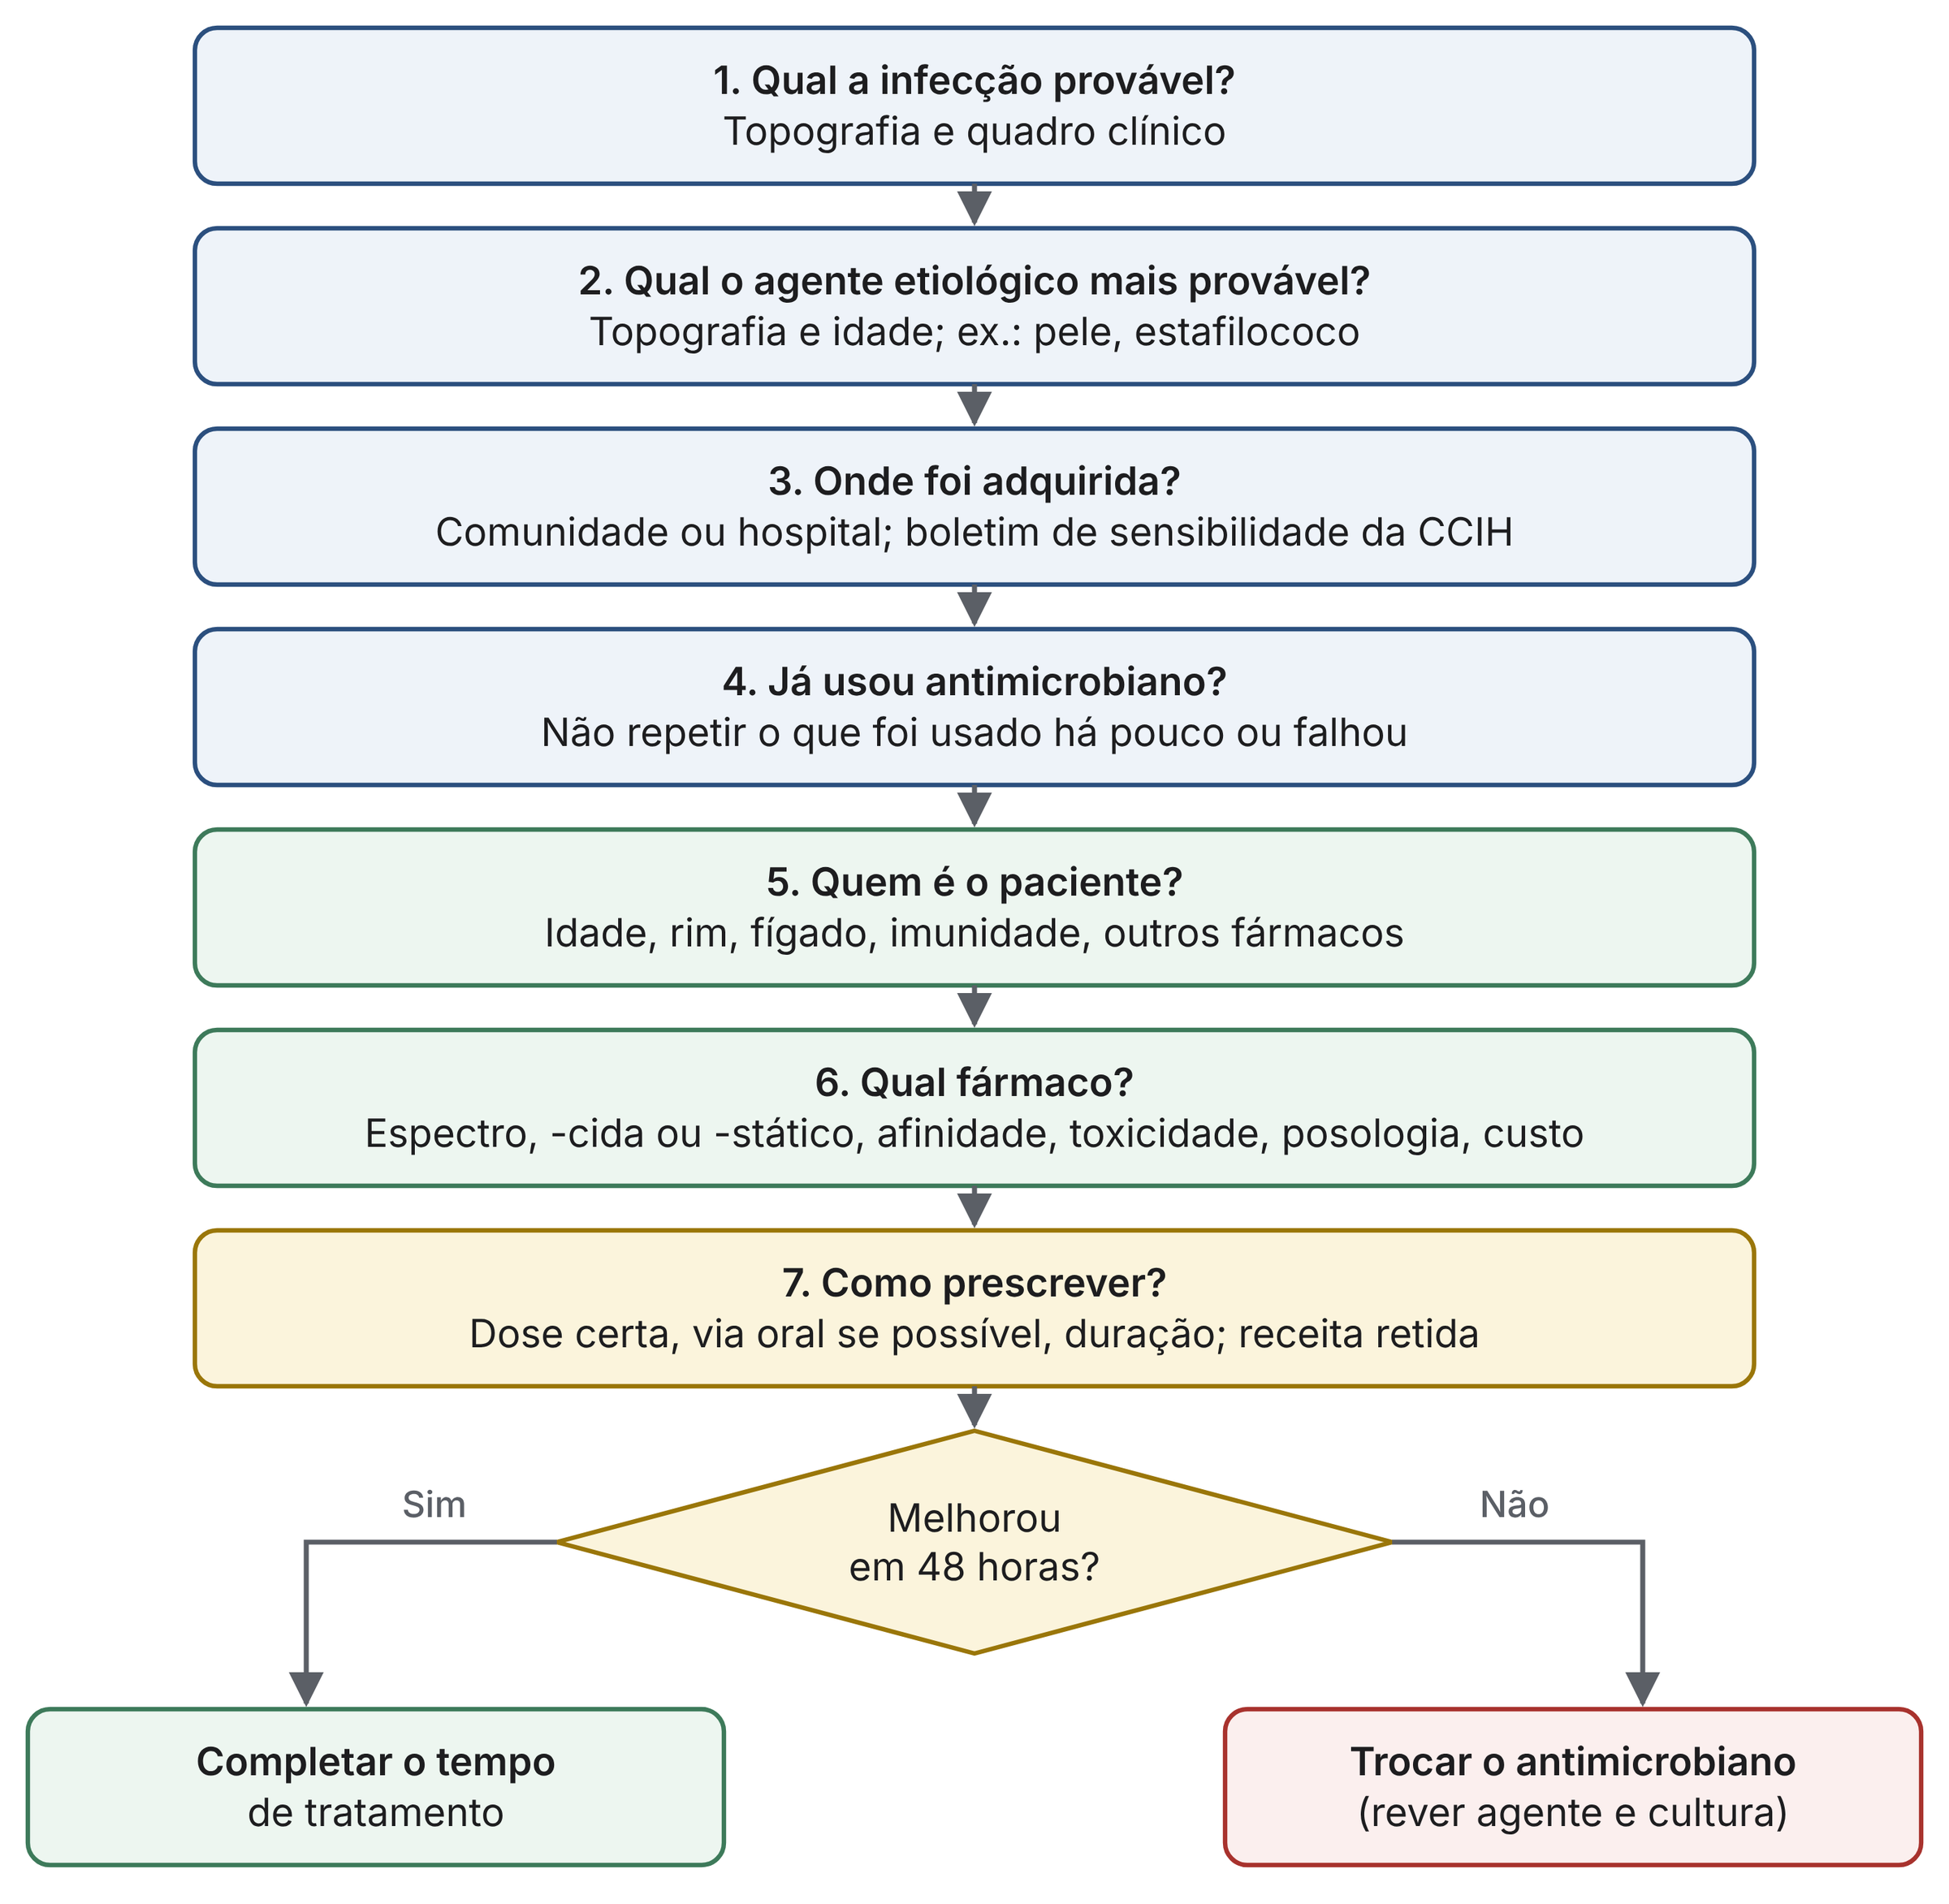 1. Qual a infecção provável?
Topografia e quadro clínico
2. Qual o agente etiológico mais provável?
Topografia e idade; ex.: pele, estafilococo
3. Onde foi adquirida?
Comunidade ou hospital; boletim de sensibilidade da CCIH
4. Já usou antimicrobiano?
Não repetir o que foi usado há pouco ou falhou
5. Quem é o paciente?
Idade, rim, fígado, imunidade, outros fármacos
6. Qual fármaco?
Espectro, -cida ou -stático, afinidade, toxicidade, posologia, custo
7. Como prescrever?
Dose certa, via oral se possível, duração; receita retida
Melhorou
em 48 horas?
Sim
Não
Completar o tempo
de tratamento
Trocar o antimicrobiano
(rever agente e cultura)